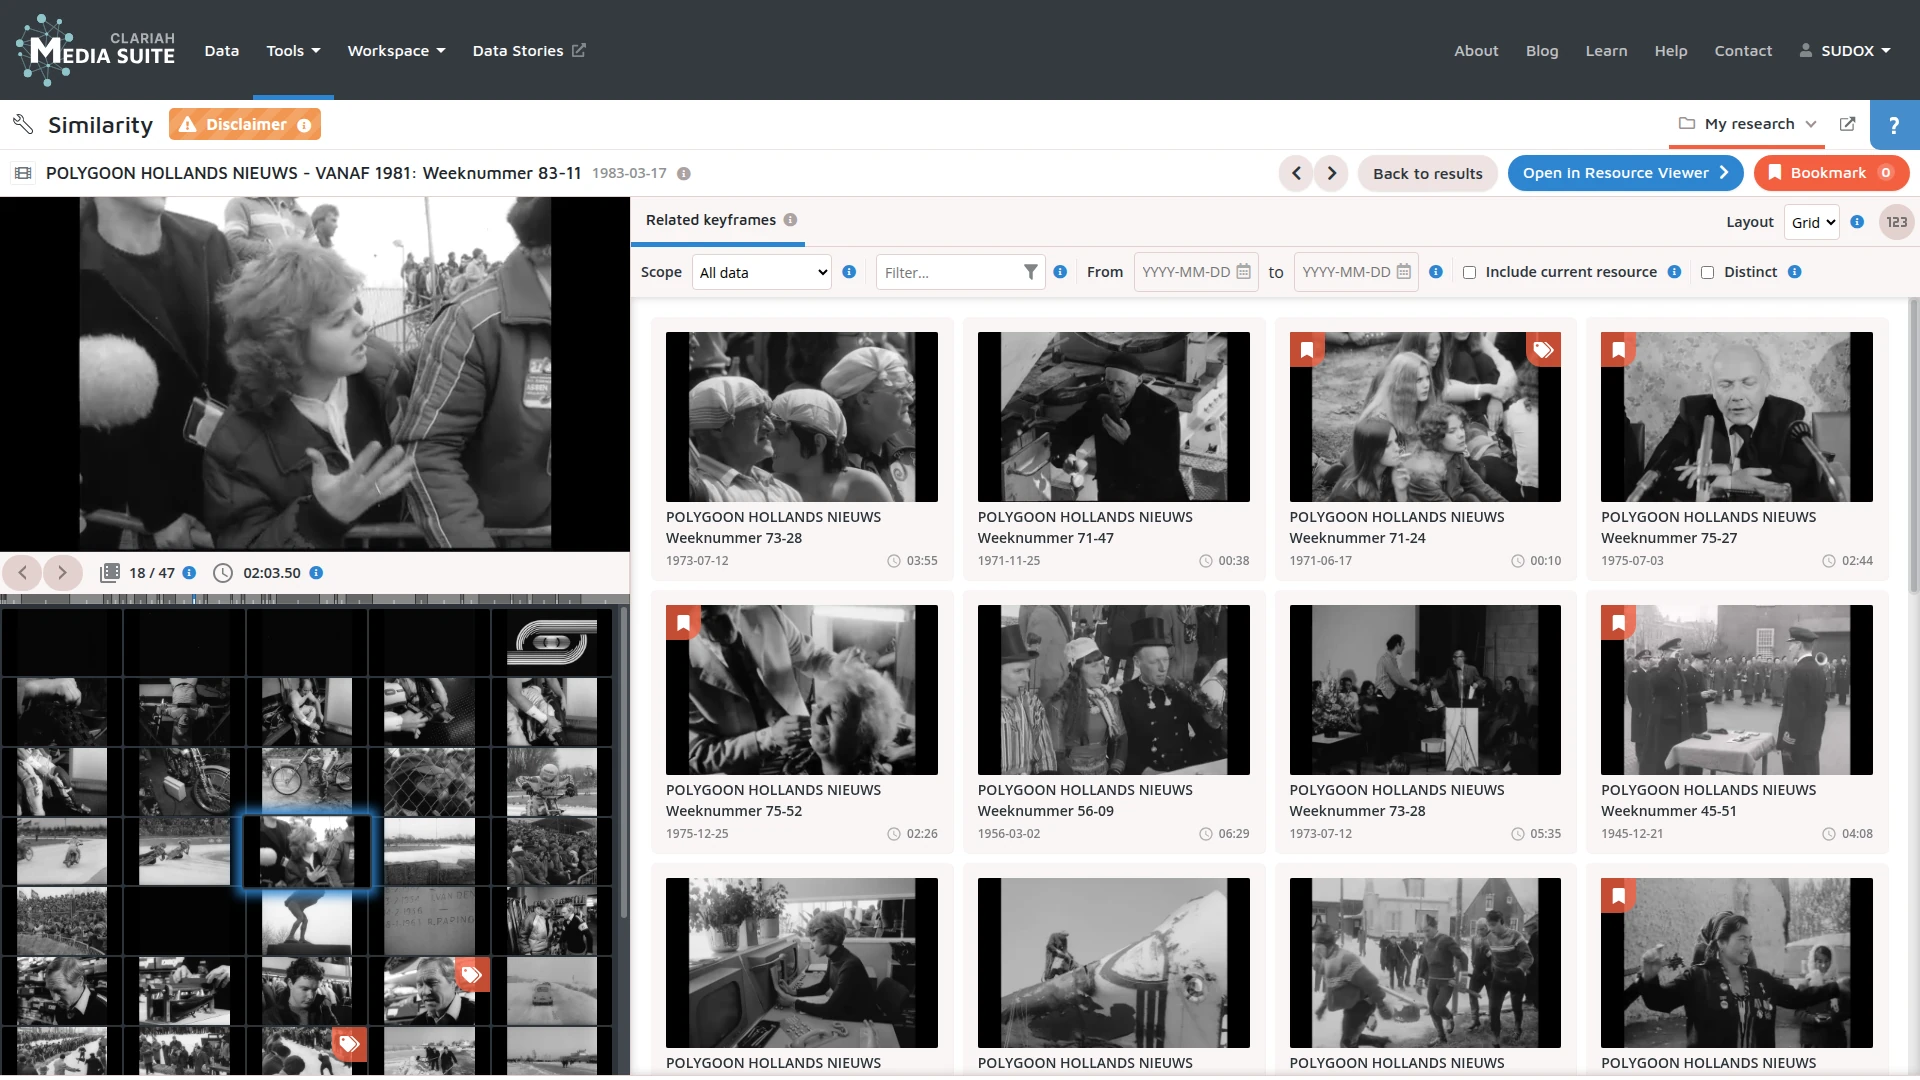 CLARIAH
MEDIA SUITE
Data
Tools
Workspace
Data Stories
About
Blog
Learn
Help
Contact
SUDOX
Similarity
Disclaimer
My research
?
POLYGOON HOLLANDS NIEUWS - VANAF 1981: Weeknummer 83-11 1983-03-17
Back to results
Open in Resource Viewer
Bookmark 0
Related keyframes
Layout
Grid
123
Scope
All data
Filter...
From
YYYY-MM-DD
to
YYYY-MM-DD
Include current resource
Distinct
18 / 47
02:03.50
POLYGOON HOLLANDS NIEUWS
Weeknummer 73-28
1973-07-12
03:55
POLYGOON HOLLANDS NIEUWS
Weeknummer 71-47
1971-11-25
00:38
POLYGOON HOLLANDS NIEUWS
Weeknummer 71-24
1971-06-17
00:10
POLYGOON HOLLANDS NIEUWS
Weeknummer 75-27
1975-07-03
02:44
POLYGOON HOLLANDS NIEUWS
Weeknummer 75-52
1975-12-25
02:26
POLYGOON HOLLANDS NIEUWS
Weeknummer 56-09
1956-03-02
06:29
POLYGOON HOLLANDS NIEUWS
Weeknummer 73-28
1973-07-12
05:35
POLYGOON HOLLANDS NIEUWS
Weeknummer 45-51
1945-12-21
04:08
POLYGOON HOLLANDS NIEUWS
POLYGOON HOLLANDS NIEUWS
POLYGOON HOLLANDS NIEUWS
POLYGOON HOLLANDS NIEUWS